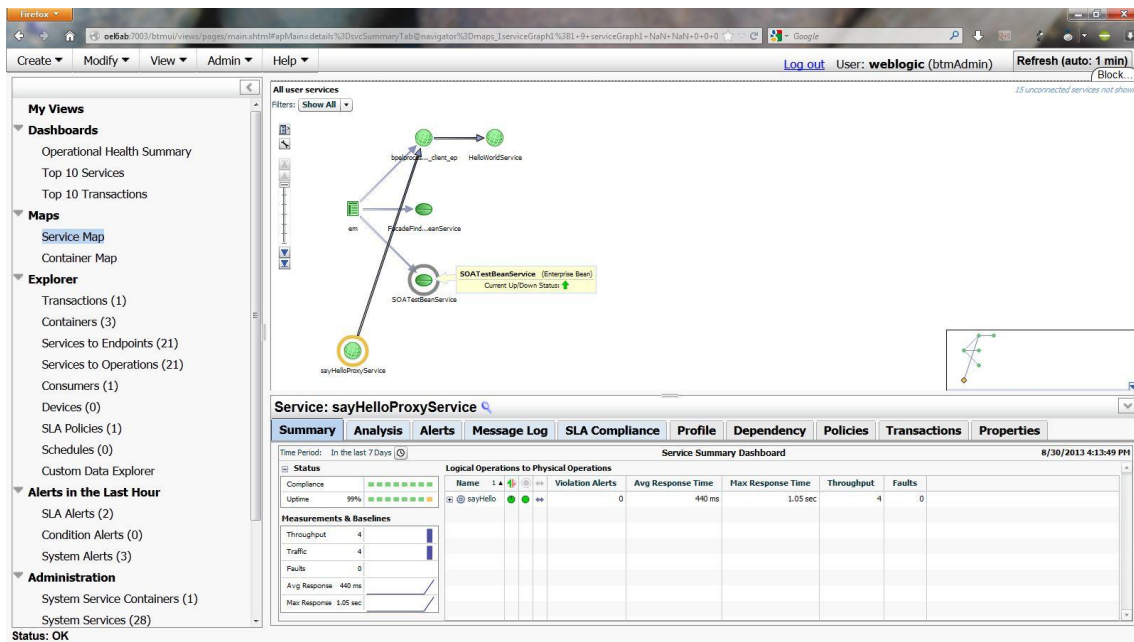 Firefox
oel6ab:7003/btmui/views/pages/main.xhtml#apMain=details%3DsvcSummaryTab@navigator%3Dmaps_1serviceGraph1%3B1+9+serviceGraph1+NaN+NaN+0+0+0
Google
Create Modify View Admin Help
Log out User: weblogic (btmAdmin) Refresh (auto: 1 min)
Block...
My Views
Dashboards
Operational Health Summary
Top 10 Services
Top 10 Transactions
Maps
Service Map
Container Map
Explorer
Transactions (1)
Containers (3)
Services to Endpoints (21)
Services to Operations (21)
Consumers (1)
Devices (0)
SLA Policies (1)
Schedules (0)
Custom Data Explorer
Alerts in the Last Hour
SLA Alerts (2)
Condition Alerts (0)
System Alerts (3)
Administration
System Service Containers (1)
System Services (28)
Status: OK
All user services
15 unconnected services not show
Filters: Show All
bpelproc..._client_ep HelloWorldService
em FacadeFind...eanService
SOATestBeanService (Enterprise Bean)
Current Up/Down Status:
SOATestBeanService
sayHelloProxyService
Service: sayHelloProxyService
Summary Analysis Alerts Message Log SLA Compliance Profile Dependency Policies Transactions Properties
Time Period: In the last 7 Days Service Summary Dashboard 8/30/2013 4:13:49 PM
Status
Compliance
Uptime 99%
Measurements & Baselines
Throughput 4
Traffic 4
Faults 0
Avg Response 440 ms
Max Response 1.05 sec
Logical Operations to Physical Operations
Name 1 Violation Alerts Avg Response Time Max Response Time Throughput Faults
sayHello 0 440 ms 1.05 sec 4 0